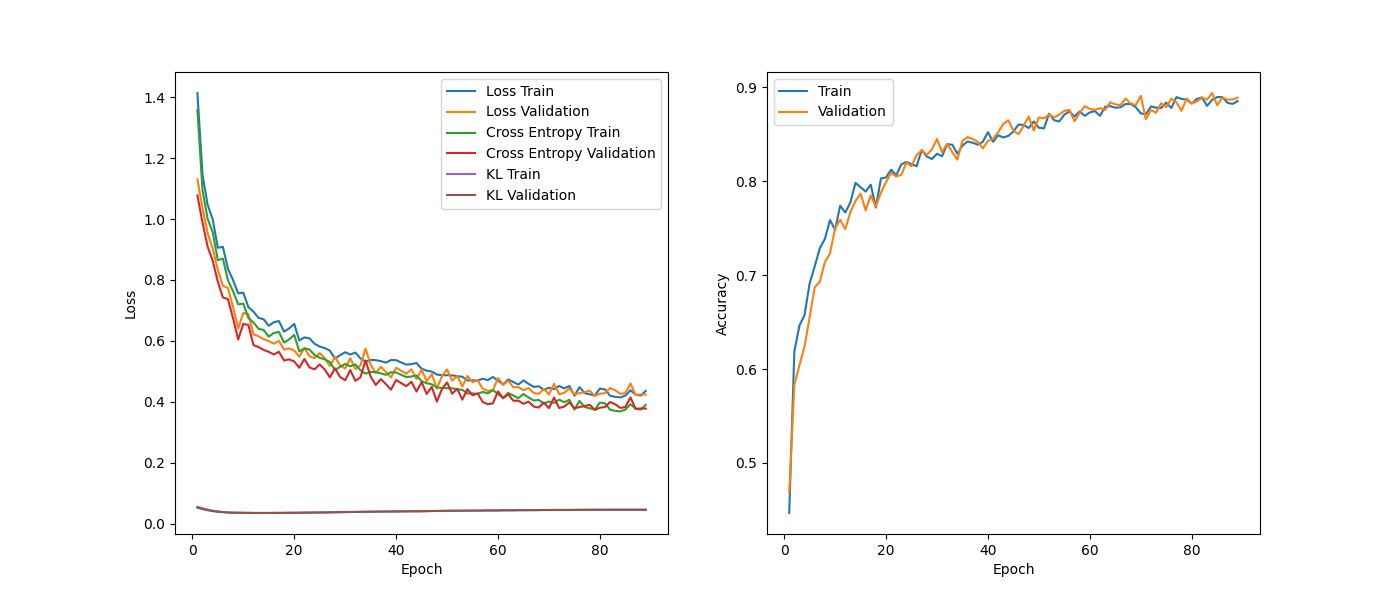 1.4
1.2
1.0
0.8
0.6
0.4
0.2
0.0
Loss
0 20 40 60 80
Epoch
Loss Train
Loss Validation
Cross Entropy Train
Cross Entropy Validation
KL Train
KL Validation
0.9
0.8
0.7
0.6
0.5
Accuracy
0 20 40 60 80
Epoch
Train
Validation